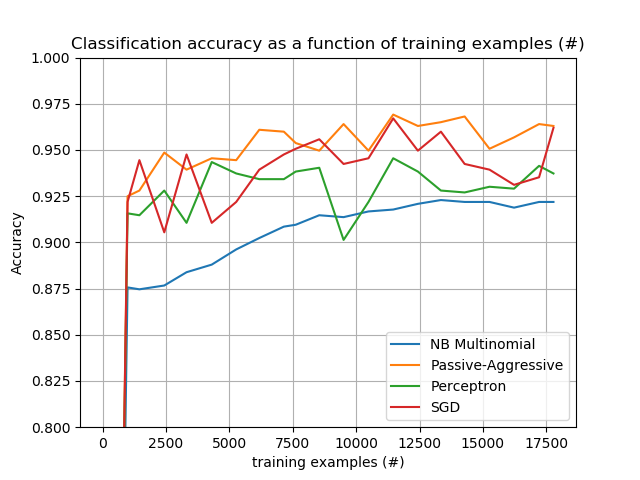 Classification accuracy as a function of training examples (#)
1.000
0.975
0.950
0.925
0.900
0.875
0.850
0.825
0.800
Accuracy
NB Multinomial
Passive-Aggressive
Perceptron
SGD
0 2500 5000 7500 10000 12500 15000 17500
training examples (#)